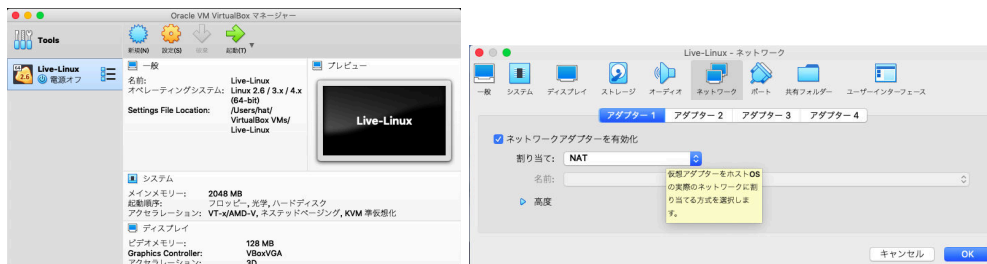 Oracle VM VirtualBox マネージャー
Tools
新規(N) 設定(S) 起動(T)
Live-Linux
電源オフ
一般
名前: Live-Linux
オペレーティングシステム: Linux 2.6 / 3.x / 4.x
(64-bit)
Settings File Location: /Users/hat/
VirtualBox VMs/
Live-Linux
プレビュー
Live-Linux
システム
メインメモリー: 2048 MB
起動順序: フロッピー, 光学, ハードディスク
アクセラレーション: VT-x/AMD-V, ネステッドページング, KVM 準仮想化
ディスプレイ
ビデオメモリー: 128 MB
Graphics Controller: VBoxVGA
アクセラレーション: 3D
Live-Linux - ネットワーク
一般 システム ディスプレイ ストレージ オーディオ ネットワーク ポート 共有フォルダー ユーザーインターフェース
アダプター 1 アダプター 2 アダプター 3 アダプター 4
ネットワークアダプターを有効化
割り当て: NAT
名前:
高度
仮想アダプターをホストOS
の実際のネットワークに割
り当てる方式を選択しま
す。
キャンセル OK